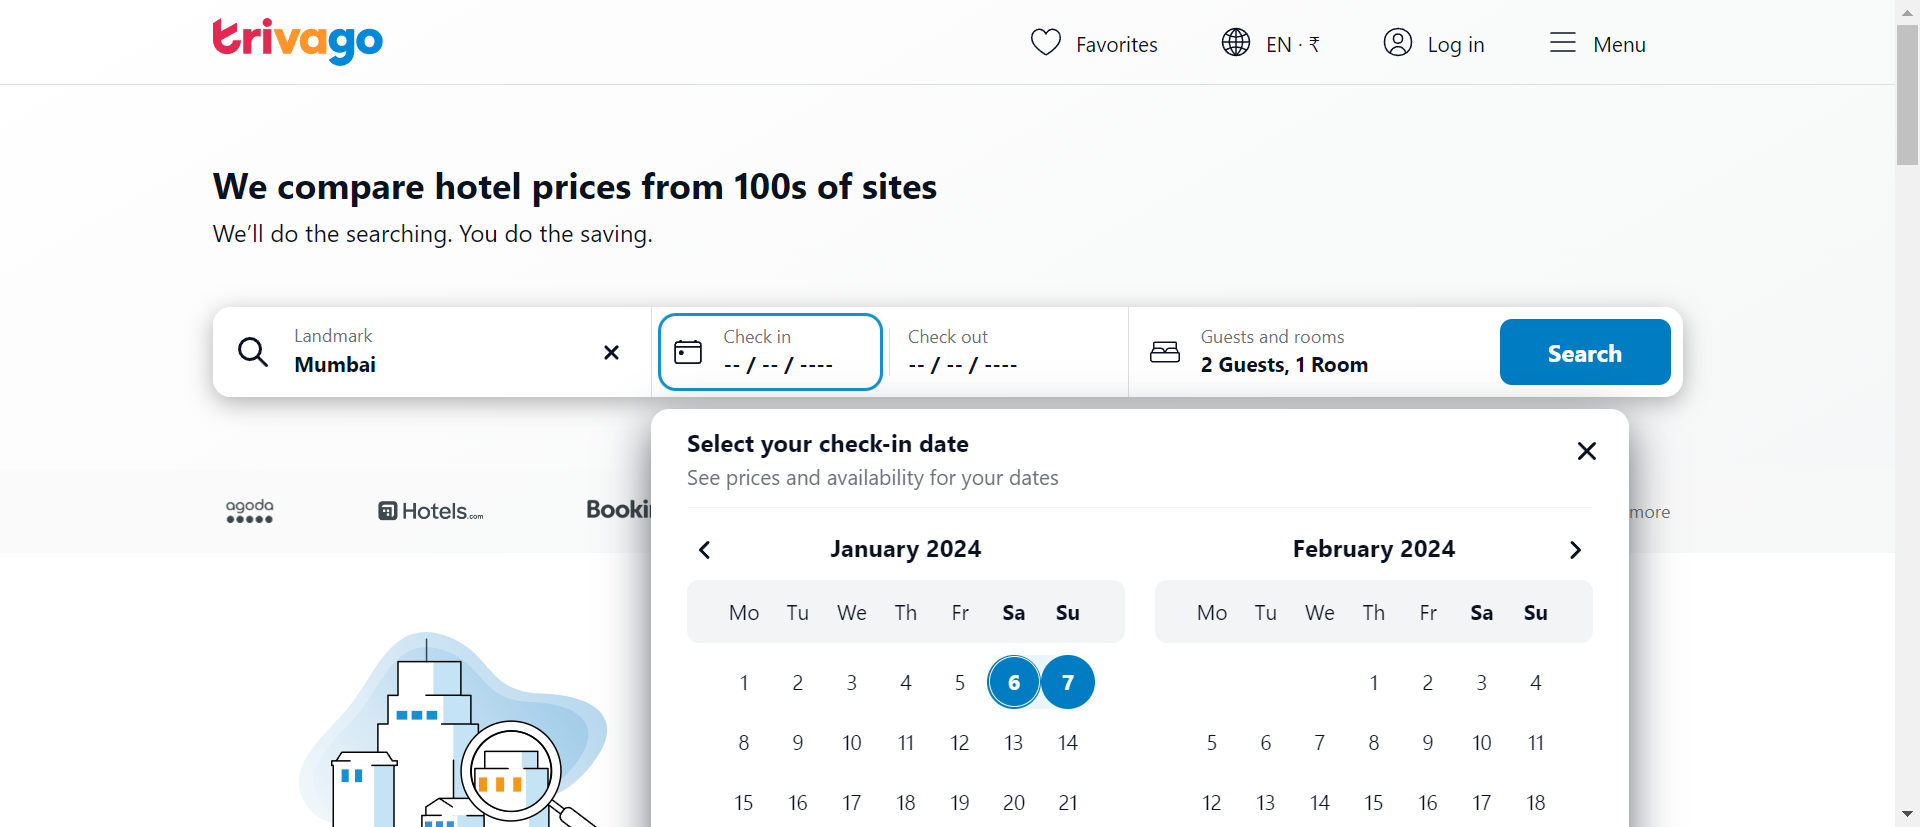 trivago
Favorites
EN · ₹
Log in
Menu
We compare hotel prices from 100s of sites
We’ll do the searching. You do the saving.
Landmark
Mumbai
Check in
-- / -- / ----
Check out
-- / -- / ----
Guests and rooms
2 Guests, 1 Room
Search
Select your check-in date
See prices and availability for your dates
agoda
Hotels.com
Booki
more
January 2024
Mo Tu We Th Fr Sa Su
1 2 3 4 5 6 7
8 9 10 11 12 13 14
15 16 17 18 19 20 21
February 2024
Mo Tu We Th Fr Sa Su
1 2 3 4
5 6 7 8 9 10 11
12 13 14 15 16 17 18